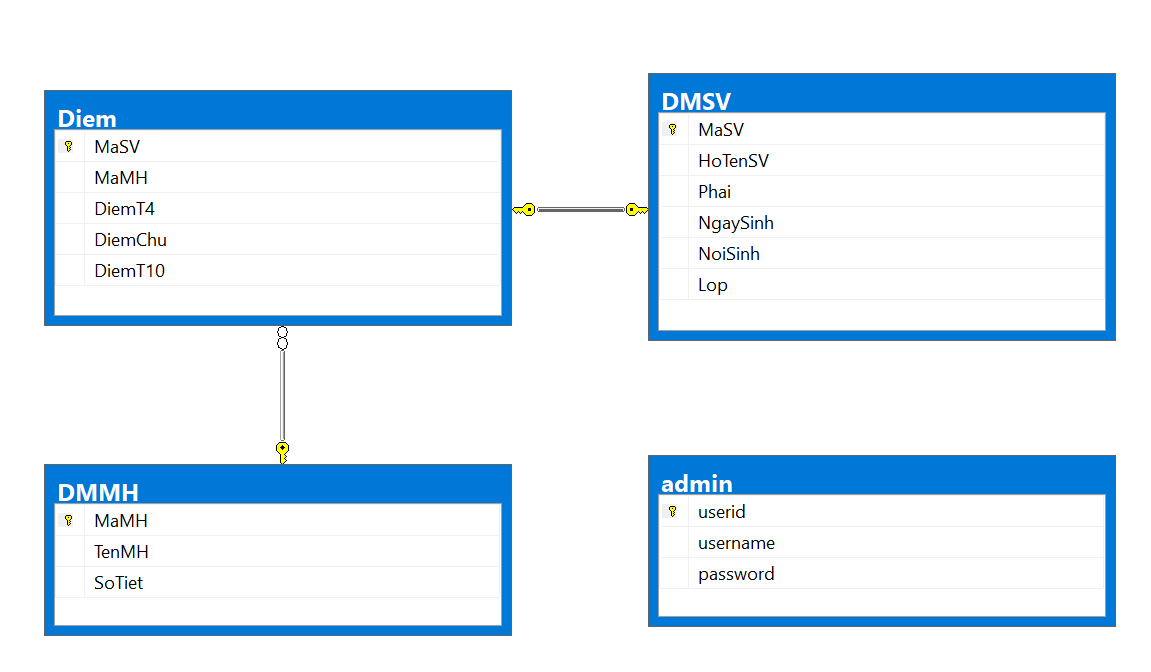 Diem
MaSV
MaMH
DiemT4
DiemChu
DiemT10
DMSV
MaSV
HoTenSV
Phai
NgaySinh
NoiSinh
Lop
DMMH
MaMH
TenMH
SoTiet
admin
userid
username
password